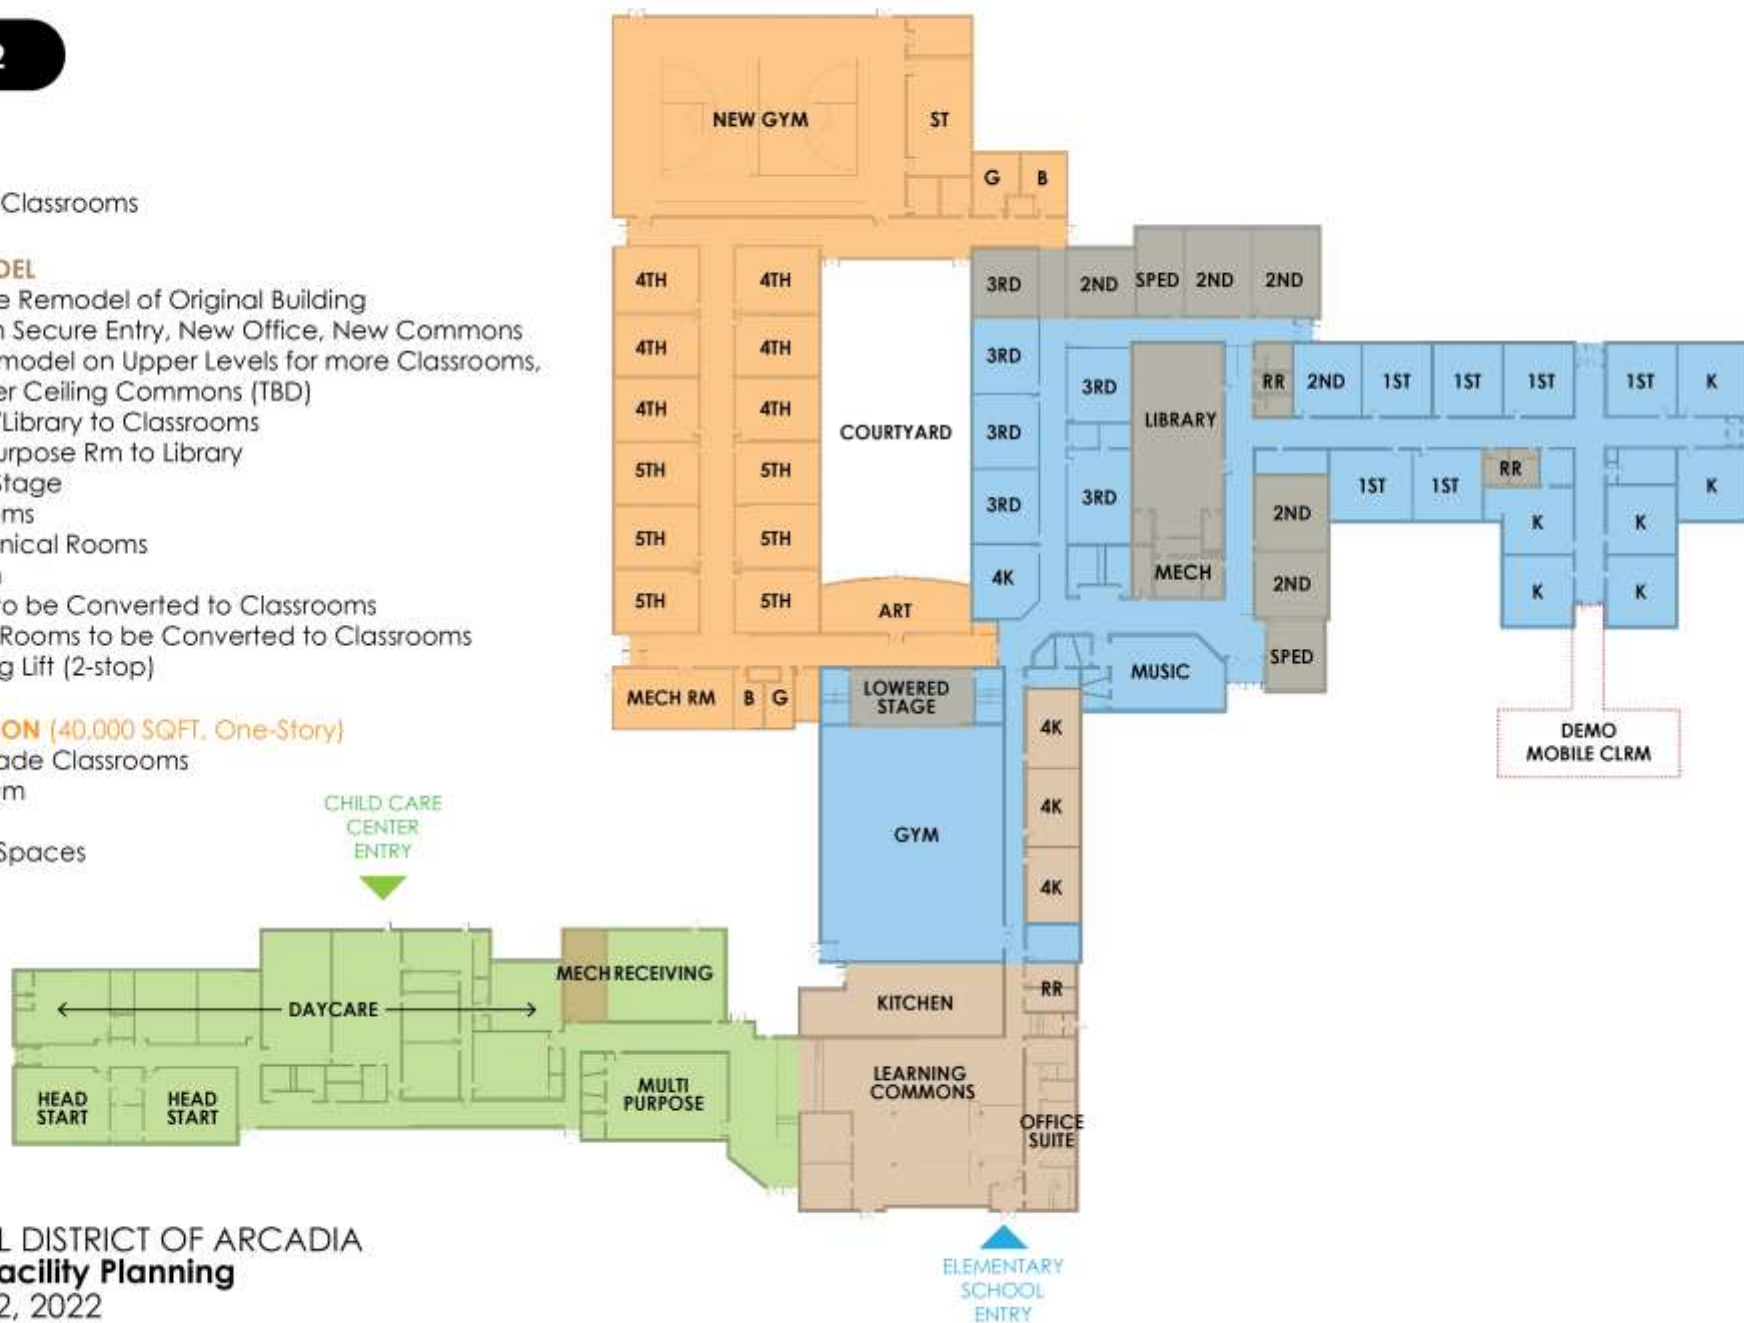 2
Classrooms
DEL
e Remodel of Original Building
n Secure Entry, New Office, New Commons
model on Upper Levels for more Classrooms,
er Ceiling Commons (TBD)
/Library to Classrooms
urpose Rm to Library
Stage
ms
nical Rooms
to be Converted to Classrooms
Rooms to be Converted to Classrooms
g Lift (2-stop)
ON (40,000 SQFT, One-Story)
ade Classrooms
m
Spaces
NEW GYM
ST
G
B
4TH
4TH
4TH
4TH
4TH
4TH
5TH
5TH
5TH
5TH
5TH
5TH
COURTYARD
ART
MECH RM
B
G
3RD
2ND
SPED
2ND
2ND
3RD
3RD
3RD
3RD
3RD
4K
LIBRARY
MECH
RR
2ND
1ST
1ST
1ST
1ST
K
2ND
1ST
1ST
RR
K
K
K
2ND
K
K
SPED
MUSIC
LOWERED
STAGE
4K
4K
4K
GYM
DEMO
MOBILE CLRM
CHILD CARE
CENTER
ENTRY
DAYCARE
MECH
RECEIVING
HEAD
START
HEAD
START
MULTI
PURPOSE
KITCHEN
RR
LEARNING
COMMONS
OFFICE
SUITE
ELEMENTARY
SCHOOL
ENTRY
L DISTRICT OF ARCADIA
acility Planning
2, 2022